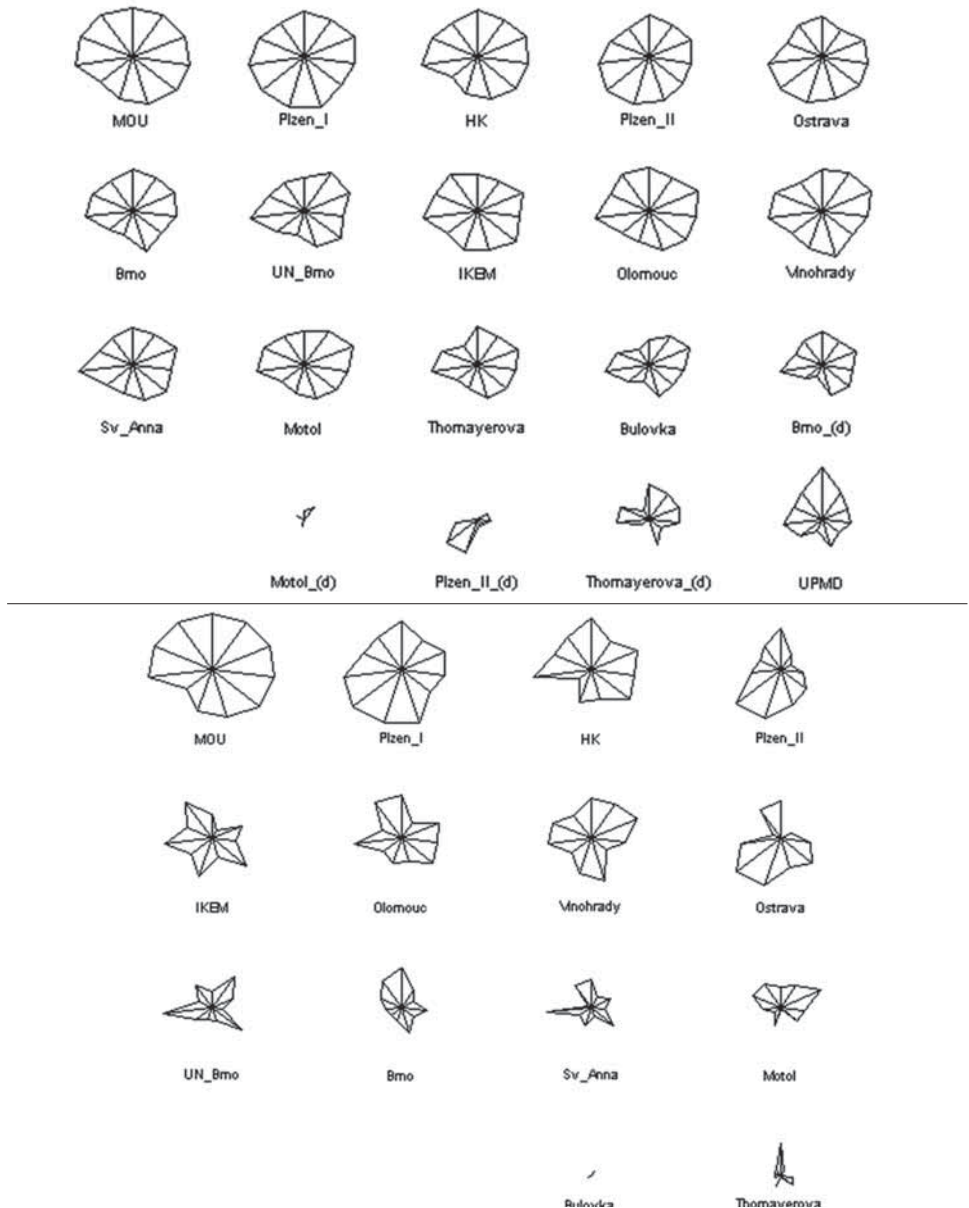 MOU Plzen_I HK Plzen_II Ostrava
Brno UN_Brno IKEM Olomouc Vinohrady
Sv_Anna Motol Thomayerova Bulovka Brno_(d)
Motol_(d) Plzen_II_(d) Thomayerova_(d) UPMD
MOU Plzen_I HK Plzen_II
IKEM Olomouc Vinohrady Ostrava
UN_Brno Brno Sv_Anna Motol
Bulovka Thomayerova